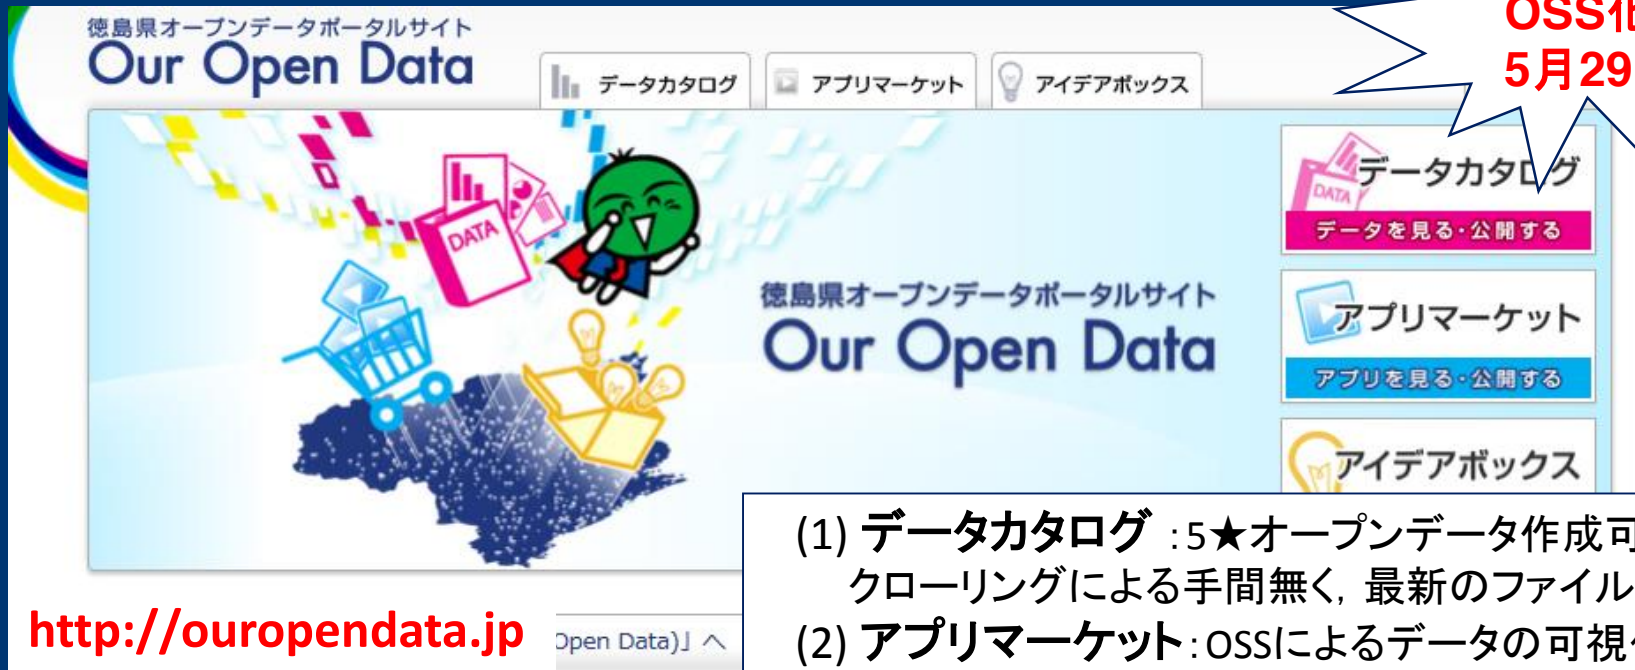 徳島県オープンデータポータルサイト
Our Open Data
データカタログ
アプリマーケット
アイデアボックス
OSS化
5月29
DATA
徳島県オープンデータポータルサイト
Our Open Data
DATA
データカタログ
データを見る・公開する
アプリマーケット
アプリを見る・公開する
アイデアボックス
http://ouropendata.jp
Open Data)」へ
(1) データカタログ：5★オープンデータ作成可
クローリングによる手間無く，最新のファイル
(2) アプリマーケット：OSSによるデータの可視